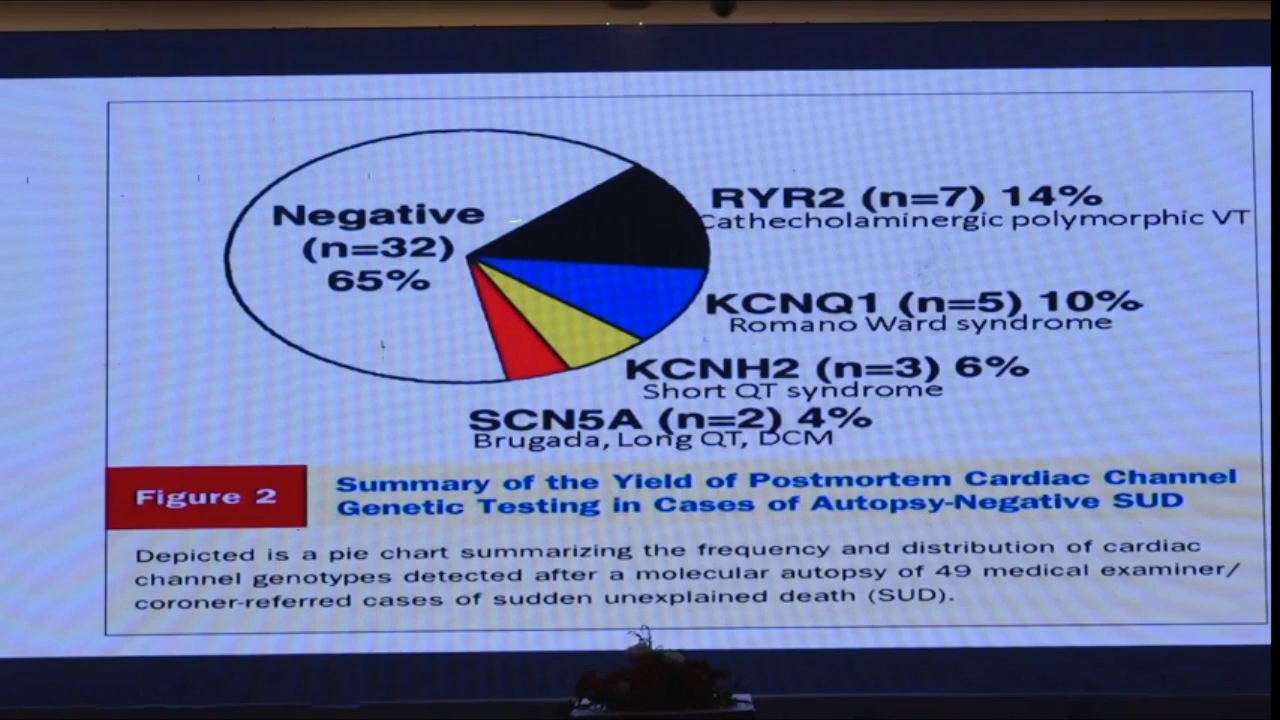 Negative
(n=32)
65%
RYR2 (n=7) 14%
Cathecholaminergic polymorphic VT
KCNQ1 (n=5) 10%
Romano Ward syndrome
KCNH2 (n=3) 6%
Short QT syndrome
SCN5A (n=2) 4%
Brugada, Long QT, DCM
Figure 2
Summary of the Yield of Postmortem Cardiac Channel
Genetic Testing in Cases of Autopsy-Negative SUD
Depicted is a pie chart summarizing the frequency and distribution of cardiac
channel genotypes detected after a molecular autopsy of 49 medical examiner/
coroner-referred cases of sudden unexplained death (SUD).